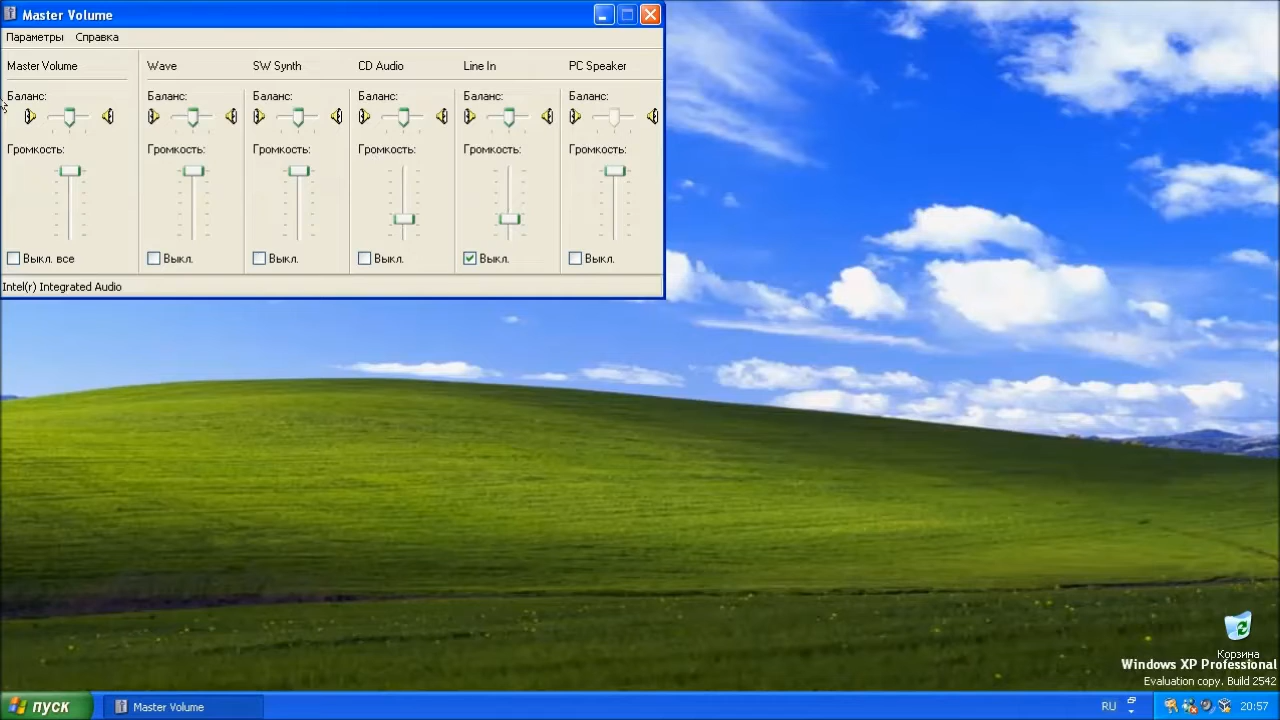 Master Volume
Параметры Справка
Master Volume Wave SW Synth CD Audio Line In PC Speaker
Баланс: Баланс: Баланс: Баланс: Баланс: Баланс:
Громкость: Громкость: Громкость: Громкость: Громкость: Громкость:
Выкл. все Выкл. Выкл. Выкл. Выкл. Выкл.
Intel(r) Integrated Audio
Корзина
Windows XP Professional
Evaluation copy. Build 2542
пуск Master Volume RU 20:57